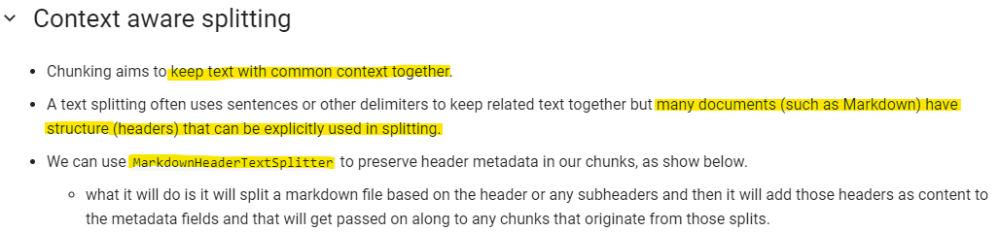 Context aware splitting
• Chunking aims to keep text with common context together.
• A text splitting often uses sentences or other delimiters to keep related text together but many documents (such as Markdown) have
structure (headers) that can be explicitly used in splitting.
• We can use MarkdownHeaderTextSplitter to preserve header metadata in our chunks, as show below.
◦ what it will do is it will split a markdown file based on the header or any subheaders and then it will add those headers as content to
the metadata fields and that will get passed on along to any chunks that originate from those splits.